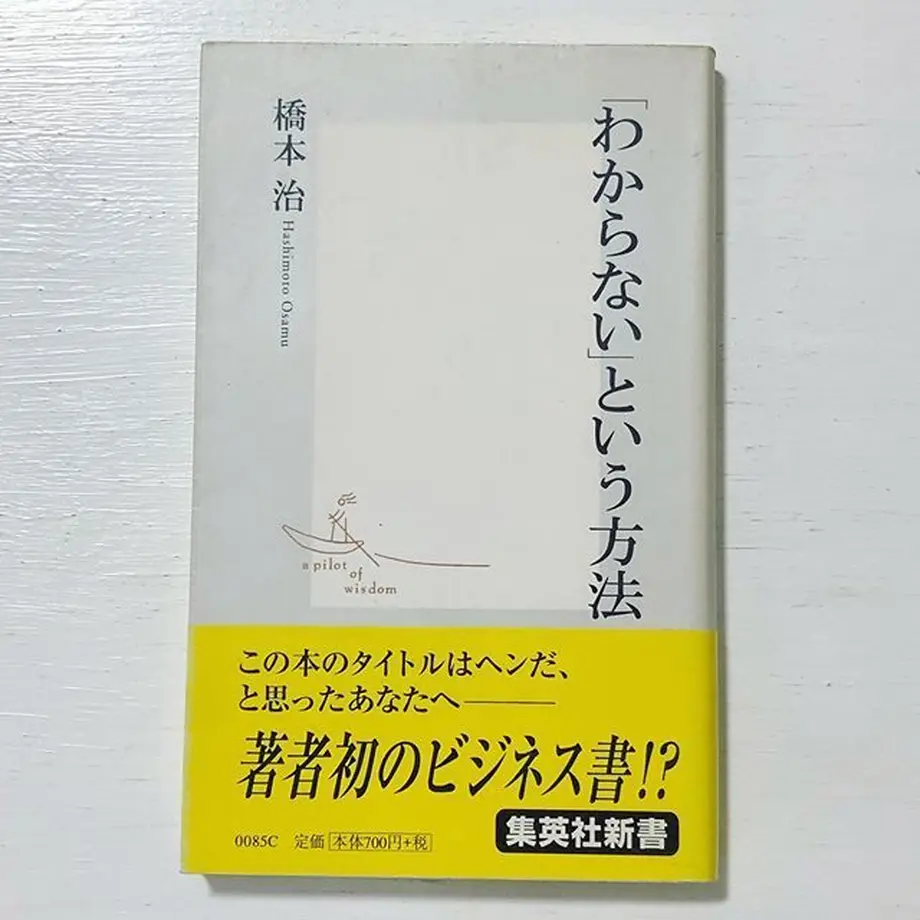 「わからない」という方法
橋本 治
Hashimoto Osamu
a pilot
of
wisdom
この本のタイトルはヘンだ、
と思ったあなたへ――
著者初のビジネス書!?
集英社新書
0085C 定価 本体700円+税